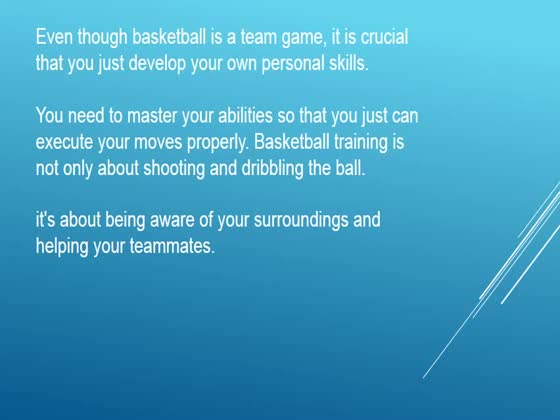 Even though basketball is a team game, it is crucial
that you just develop your own personal skills.
You need to master your abilities so that you just can
execute your moves properly. Basketball training is
not only about shooting and dribbling the ball.
it's about being aware of your surroundings and
helping your teammates.